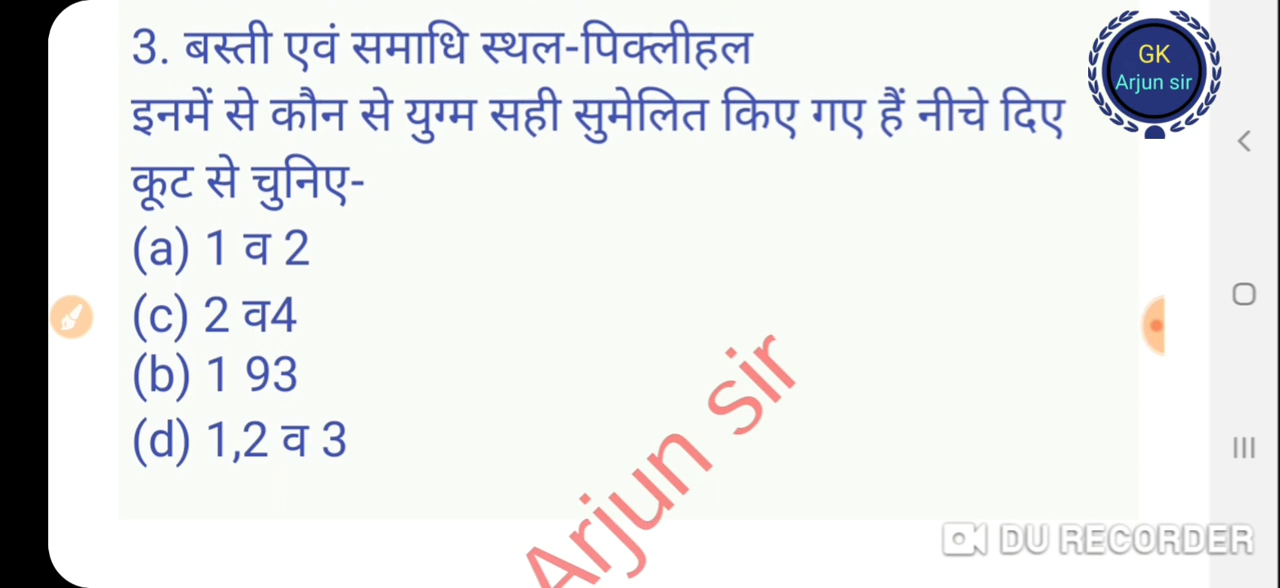 3. बस्ती एवं समाधि स्थल-पिक्लीहल
इनमें से कौन से युग्म सही सुमेलित किए गए हैं नीचे दिए
कूट से चुनिए-
(a) 1 व 2
(c) 2 व4
(b) 1 93
(d) 1,2 व 3
GK
Arjun sir
Arjun sir
DU RECORDER